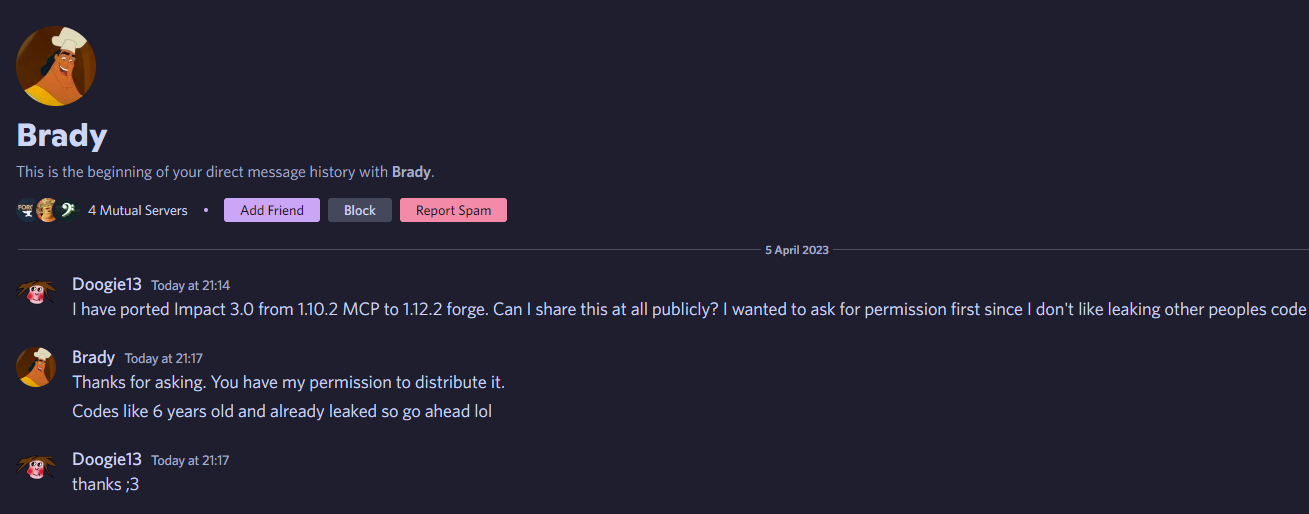 Brady
This is the beginning of your direct message history with Brady.
4 Mutual Servers • Add Friend Block Report Spam
5 April 2023
Doogie13 Today at 21:14
I have ported Impact 3.0 from 1.10.2 MCP to 1.12.2 forge. Can I share this at all publicly? I wanted to ask for permission first since I don't like leaking other peoples code
Brady Today at 21:17
Thanks for asking. You have my permission to distribute it.
Codes like 6 years old and already leaked so go ahead lol
Doogie13 Today at 21:17
thanks ;3